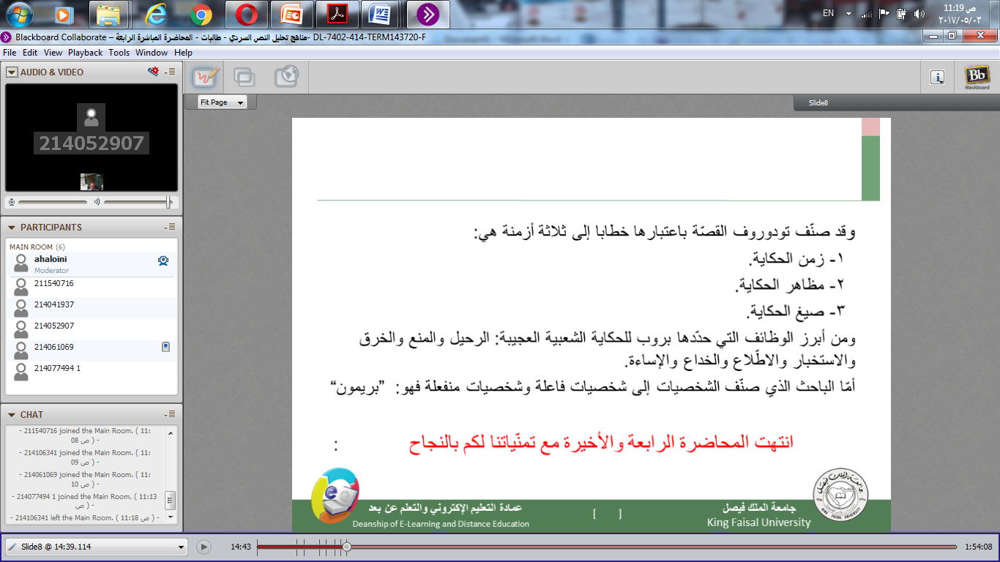 EN
11:19 ص
٢٠١٧/٠٥/٠٣
Blackboard Collaborate – مناهج تحليل النص السردي - طالبات - المحاضرة المباشرة الرابعة- DL-7402-414-TERM143720-F
File Edit View Playback Tools Window Help
AUDIO & VIDEO
214052907
PARTICIPANTS
MAIN ROOM (6)
ahaloini
Moderator
211540716
214041937
214052907
214061069
214077494 1
CHAT
- 211540716 joined the Main Room. ( 11:
08 ص ) -
- 214106341 joined the Main Room. ( 11:
09 ص ) -
- 214061069 joined the Main Room. ( 11:
10 ص ) -
- 214077494 1 joined the Main Room. ( 11:13
ص ) -
- 214106341 left the Main Room. ( 11:18 ص ) -
Fit Page
Slide8
Bb
Blackboard
وقد صنّف تودوروف القصّة باعتبارها خطابا إلى ثلاثة أزمنة هي:
١- زمن الحكاية.
٢- مظاهر الحكاية.
٣- صيغ الحكاية.
ومن أبرز الوظائف التي حدّدها بروب للحكاية الشعبية العجيبة: الرحيل والمنع والخرق
والاستخبار والاطّلاع والخداع والإساءة.
أمّا الباحث الذي صنّف الشخصيات إلى شخصيات فاعلة وشخصيات منفعلة فهو: "بريمون"
انتهت المحاضرة الرابعة والأخيرة مع تمنّياتنا لكم بالنجاح :
جامعة الملك فيصل
King Faisal University
[ ]
عمادة التعليم الإكتروني والتعلم عن بعد
Deanship of E-Learning and Distance Education
Slide8 @ 14:39.114
14:43
1:54:08